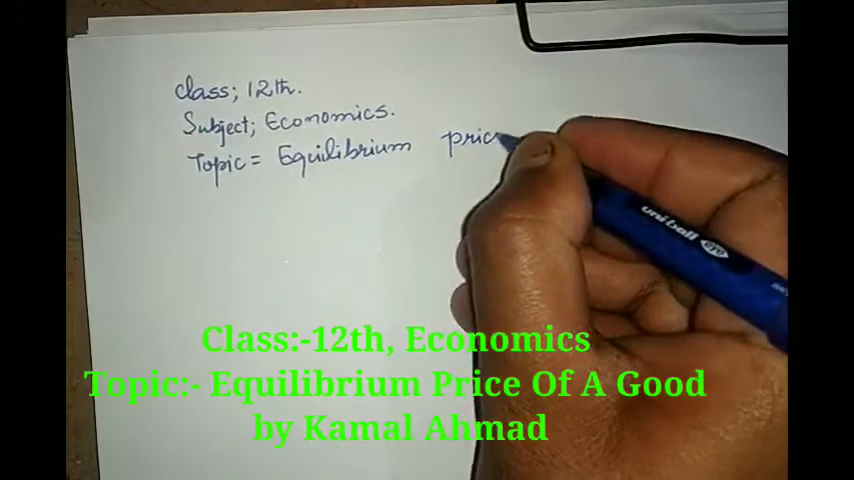 Class; 12th.
Subject; Economics.
Topic = Equilibrium pric
uni-ball
eye
Class:-12th, Economics
Topic:- Equilibrium Price Of A Good
by Kamal Ahmad